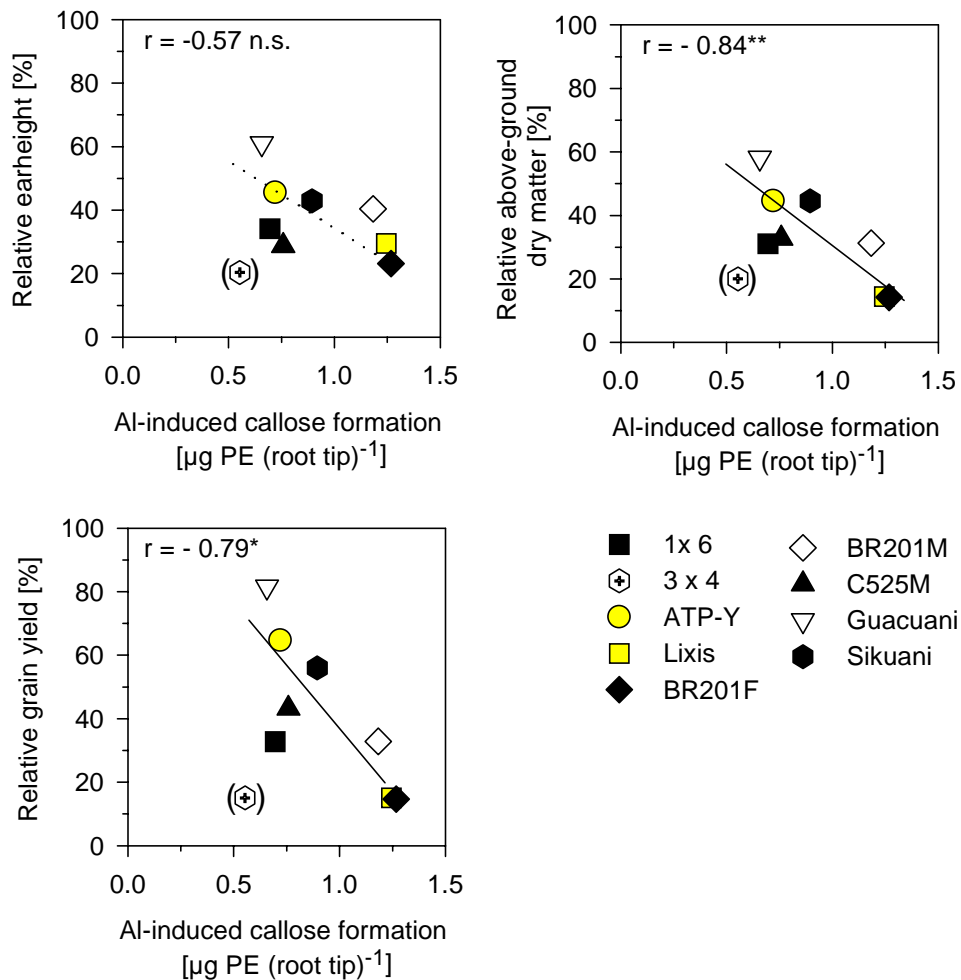 r = -0.57 n.s.
Relative earheight [%]
100
80
60
40
20
0
0.0 0.5 1.0 1.5
Al-induced callose formation
[µg PE (root tip)-1]
r = - 0.84**
Relative above-ground
dry matter [%]
100
80
60
40
20
0
0.0 0.5 1.0 1.5
Al-induced callose formation
[µg PE (root tip)-1]
r = - 0.79*
Relative grain yield [%]
100
80
60
40
20
0
0.0 0.5 1.0 1.5
Al-induced callose formation
[µg PE (root tip)-1]
1x 6
3 x 4
ATP-Y
Lixis
BR201F
BR201M
C525M
Guacuani
Sikuani